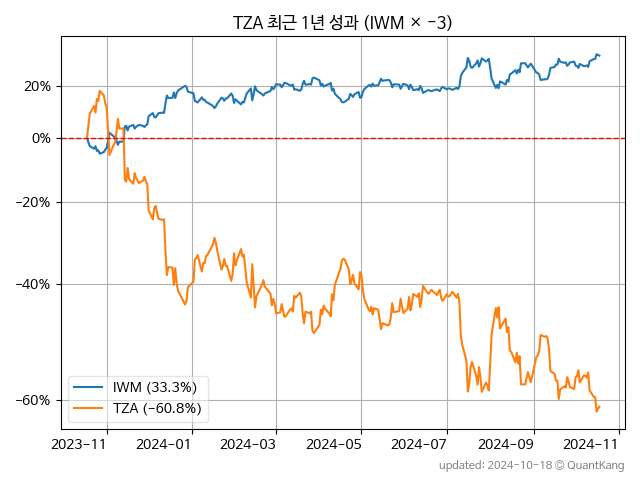 TZA 최근 1년 성과 (IWM × −3)
20%
0%
−20%
−40%
−60%
IWM (33.3%)
TZA (−60.8%)
2023−11 2024−01 2024−03 2024−05 2024−07 2024−09 2024−11
updated: 2024-10-18 © QuantKang